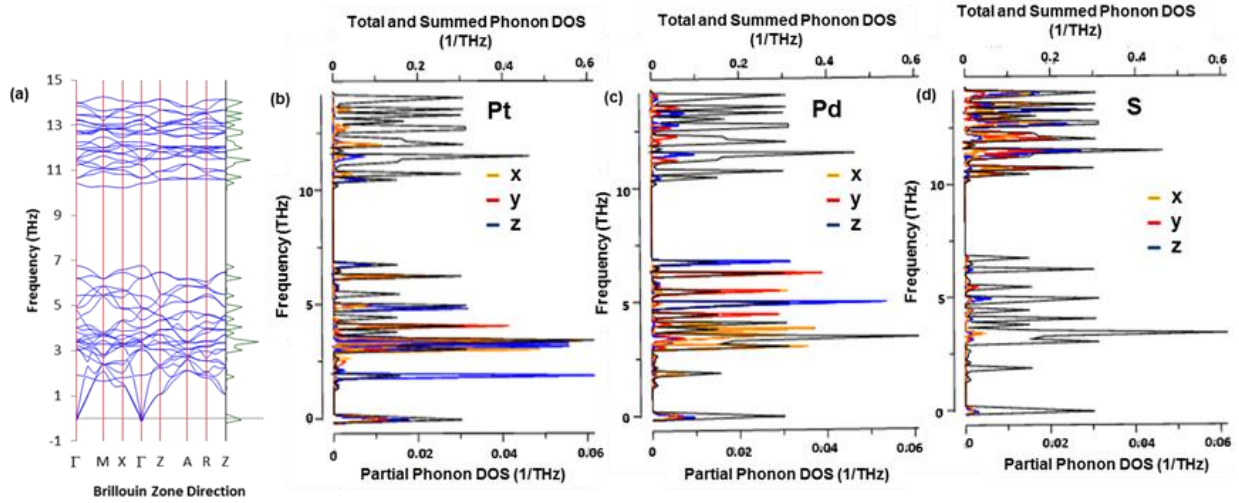 (a)
15
13
11
9
7
5
3
1
-1
Frequency (THz)
Γ M X Γ Z A R Z
Brillouin Zone Direction
Total and Summed Phonon DOS
(1/THz)
0 0.2 0.4 0.6
(b)
Pt
x
y
z
10
5
0
Frequency (THz)
0 0.02 0.04 0.06
Partial Phonon DOS (1/THz)
Total and Summed Phonon DOS
(1/THz)
0 0.2 0.4 0.6
(c)
Pd
x
y
z
10
5
0
Frequency (THz)
0 0.02 0.04 0.06
Partial Phonon DOS (1/THz)
Total and Summed Phonon DOS
(1/THz)
0 0.2 0.4 0.6
(d)
S
x
y
z
10
5
0
Frequency (THz)
0 0.02 0.04 0.06
Partial Phonon DOS (1/THz)